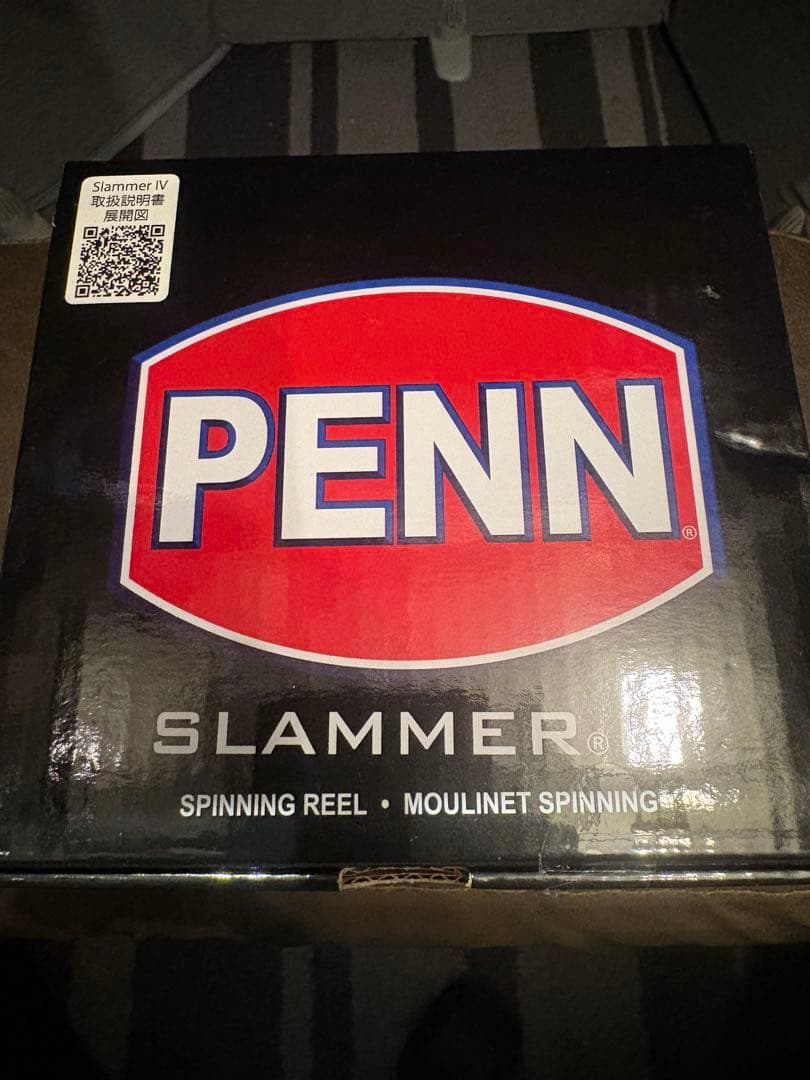 Slammer IV
取扱説明書
展開図
PENN®
SLAMMER®
SPINNING REEL • MOULINET SPINNING